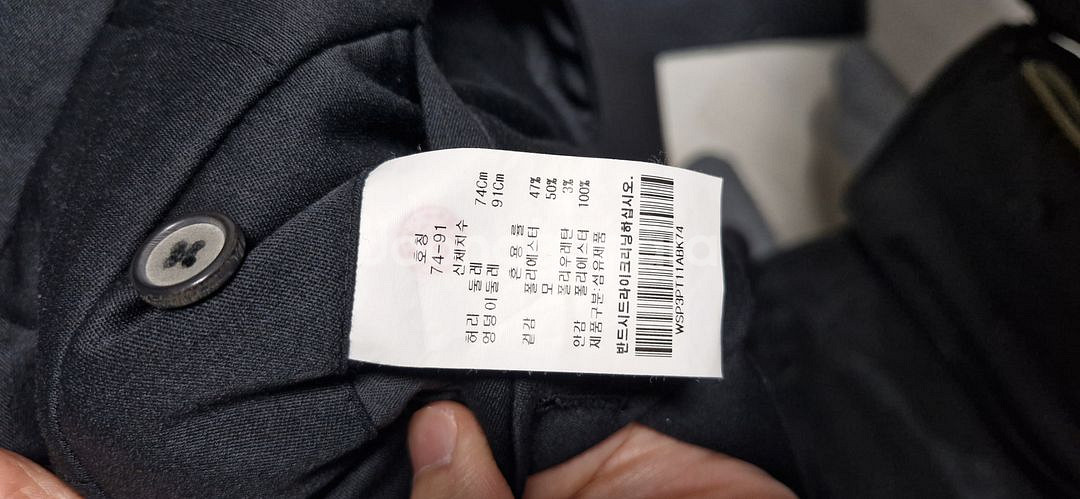 호칭
74-91
신체치수
허리 둘레 74Cm
엉덩이둘레 91Cm
혼 용 률
겉감 폴리에스터 47%
모 50%
폴리우레탄 3%
안감 폴리에스터 100%
제품구분:섬유제품
반드시드라이크리닝하십시오.
WSP3PT11ABK74